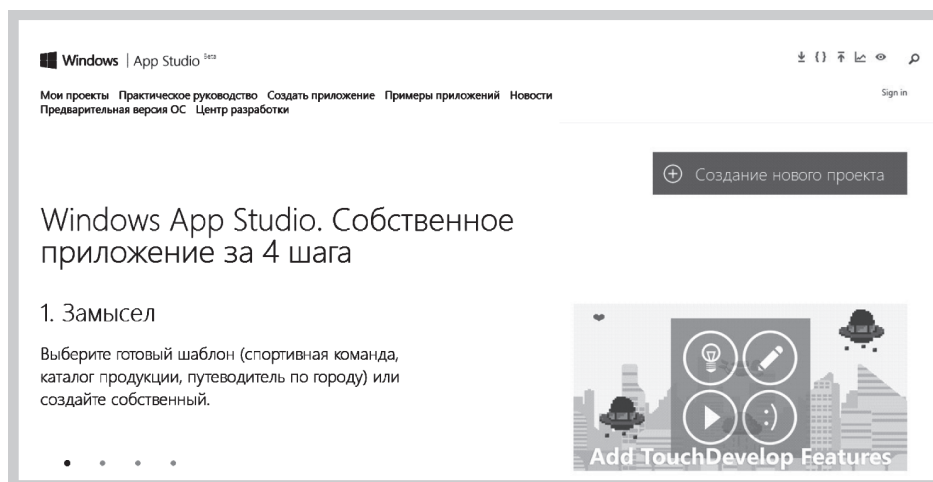 Windows | App Studio Beta
Мои проекты Практическое руководство Создать приложение Примеры приложений Новости
Предварительная версия ОС Центр разработки
Sign in
Создание нового проекта
Windows App Studio. Собственное
приложение за 4 шага
1. Замысел
Выберите готовый шаблон (спортивная команда,
каталог продукции, путеводитель по городу) или
создайте собственный.
Add TouchDevelop Features